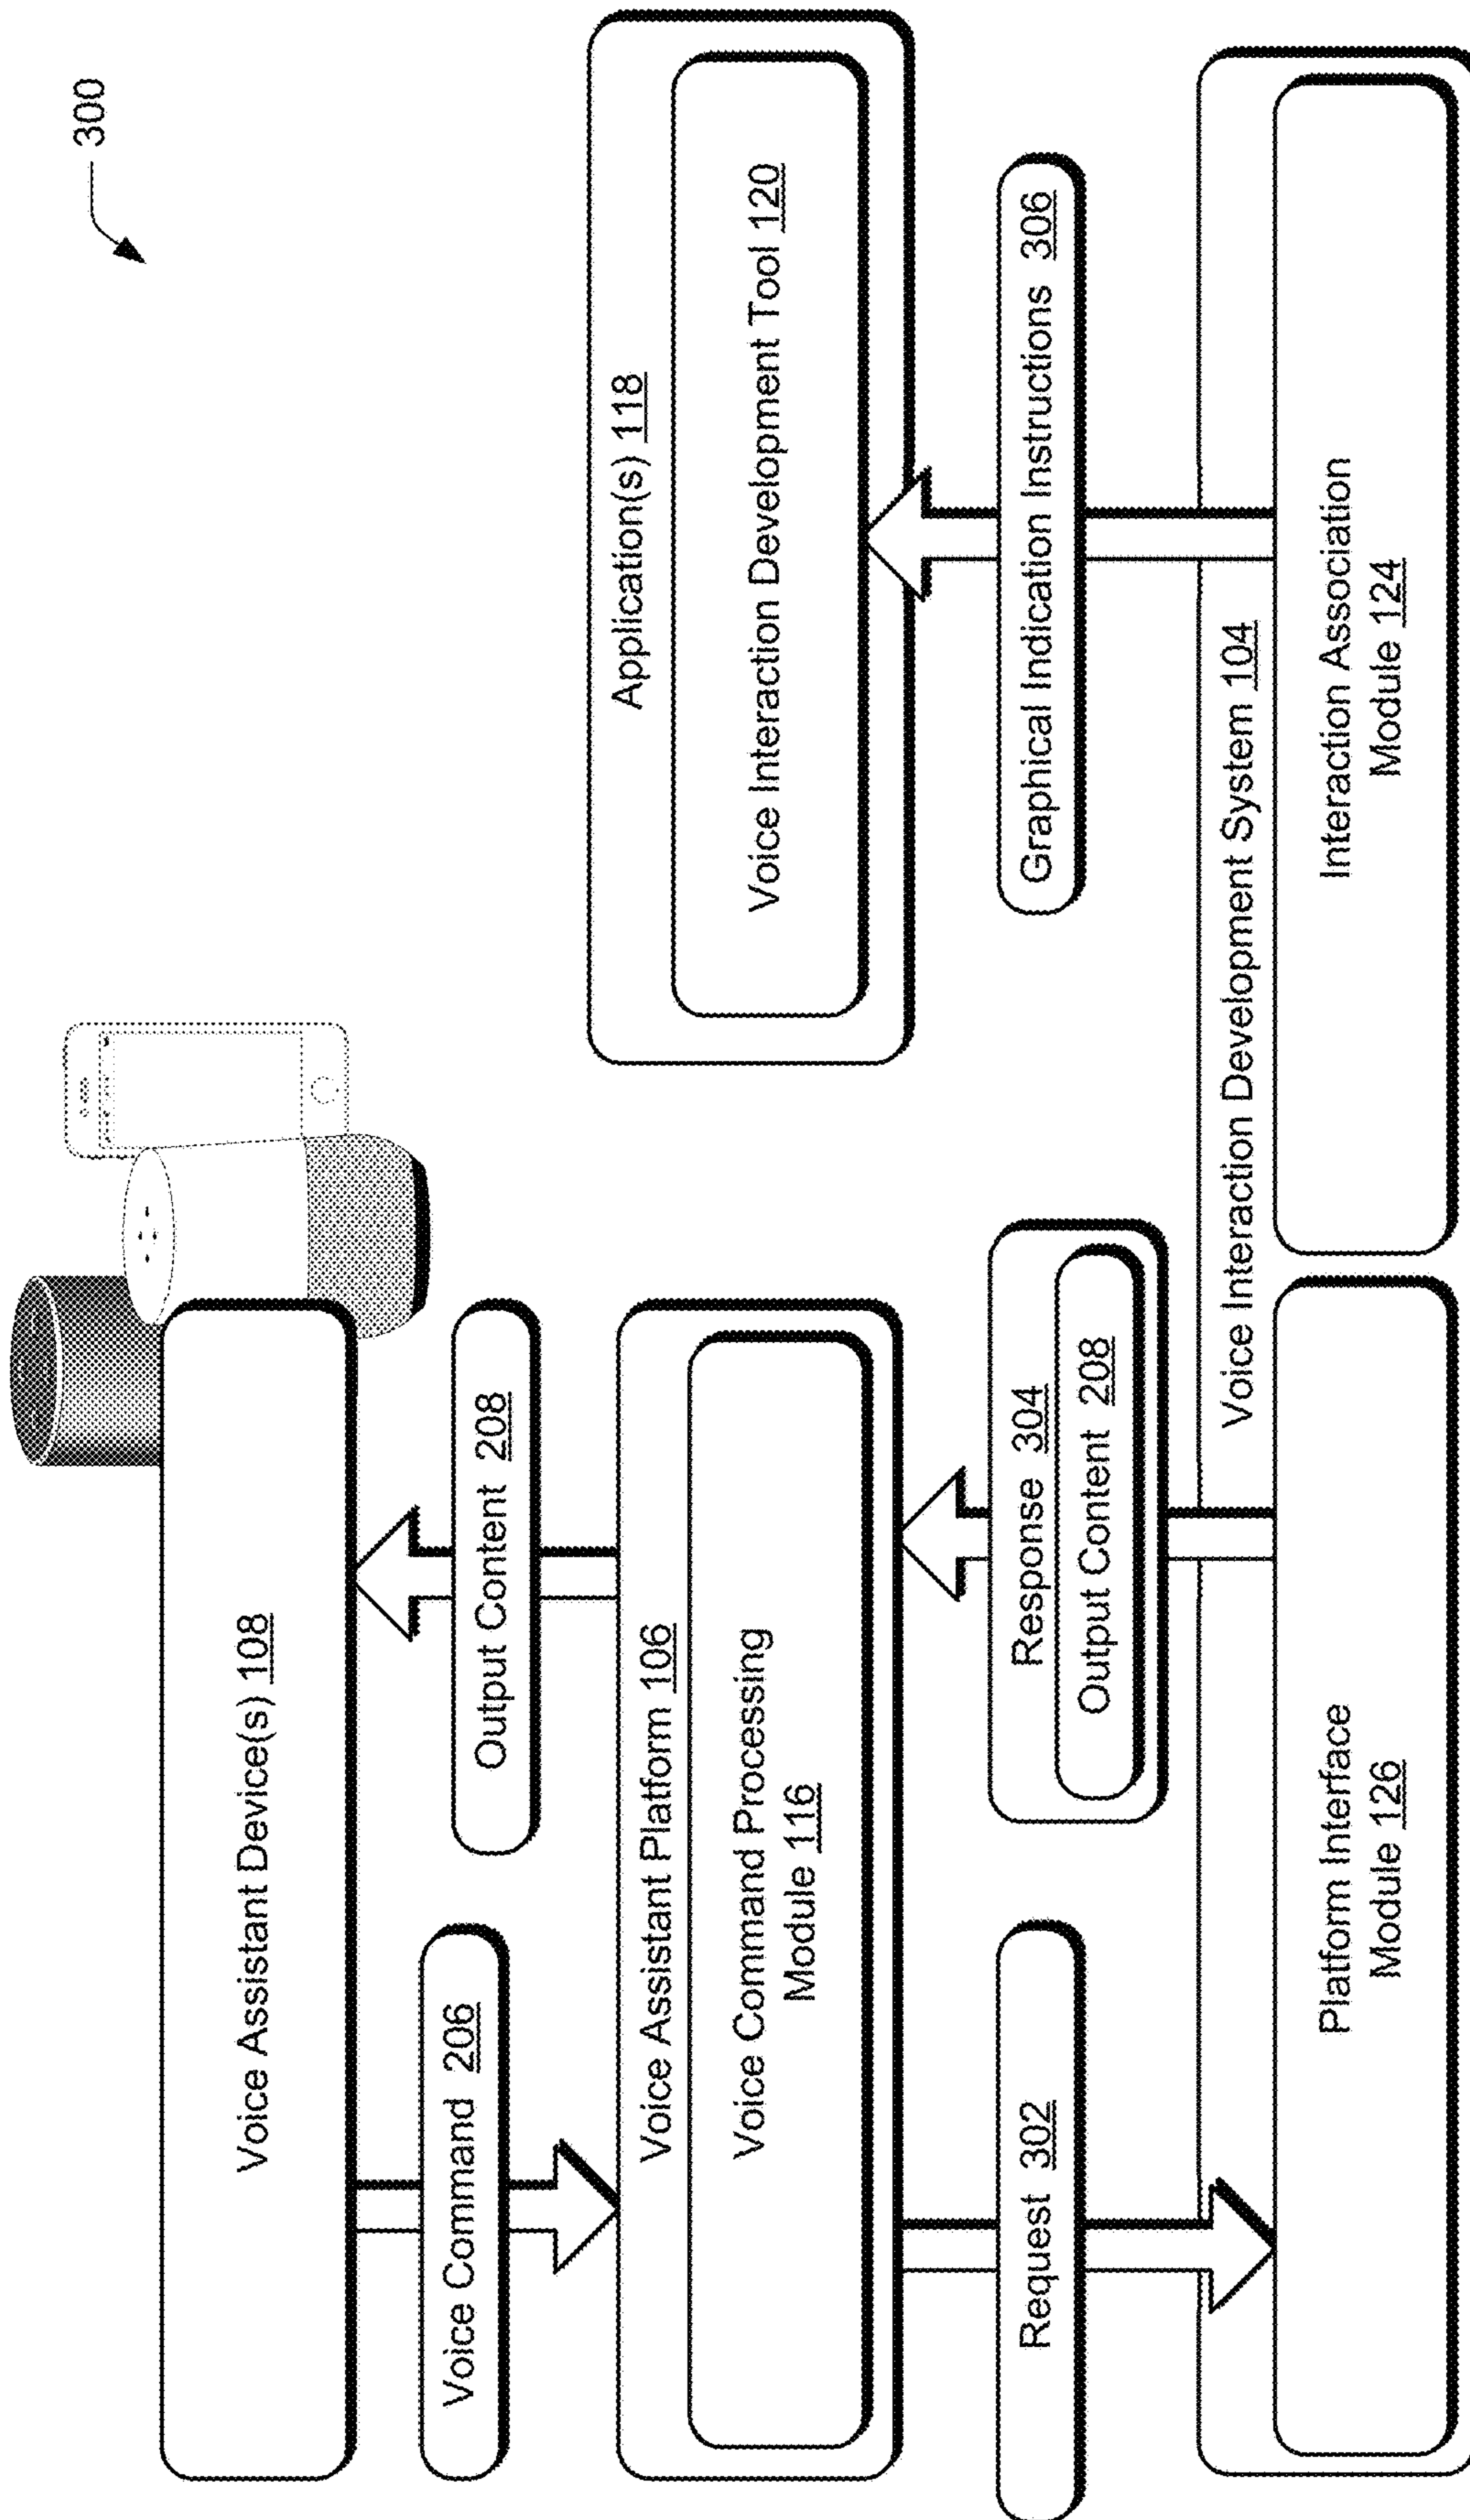 300
Voice Assistant Device(s) 108
Voice Command 206
Output Content 208
Voice Assistant Platform 106
Voice Command Processing
Module 116
Application(s) 118
Voice Interaction Development Tool 120
Request 302
Response 304
Output Content 208
Graphical Indication Instructions 306
Voice Interaction Development System 104
Platform Interface
Module 126
Interaction Association
Module 124